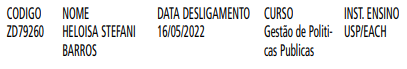 CODIGO NOME DATA DESLIGAMENTO CURSO INST. ENSINO
ZD79260 HELOISA STEFANI 16/05/2022 Gestão de Políti- USP/EACH
BARROS cas Publicas